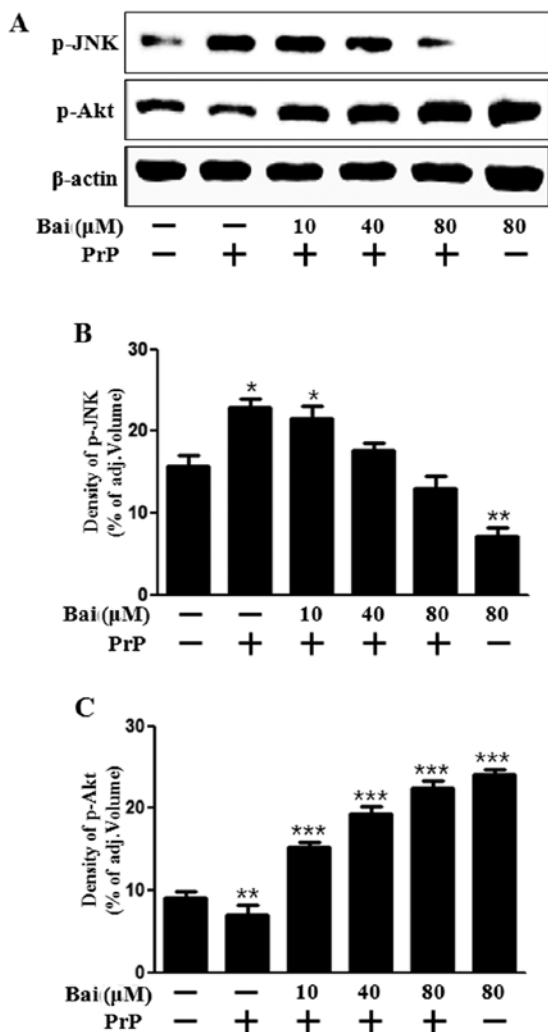 A
p-JNK
p-Akt
β-actin
Bai(μM) — — 10 40 80 80
PrP — + + + + —
B
Density of p-JNK
(% of adj.Volume)
30
20
10
0
* * **
Bai(μM) — — 10 40 80 80
PrP — + + + + —
C
Density of p-Akt
(% of adj.Volume)
30
20
10
0
** *** *** *** ***
Bai(μM) — — 10 40 80 80
PrP — + + + + —